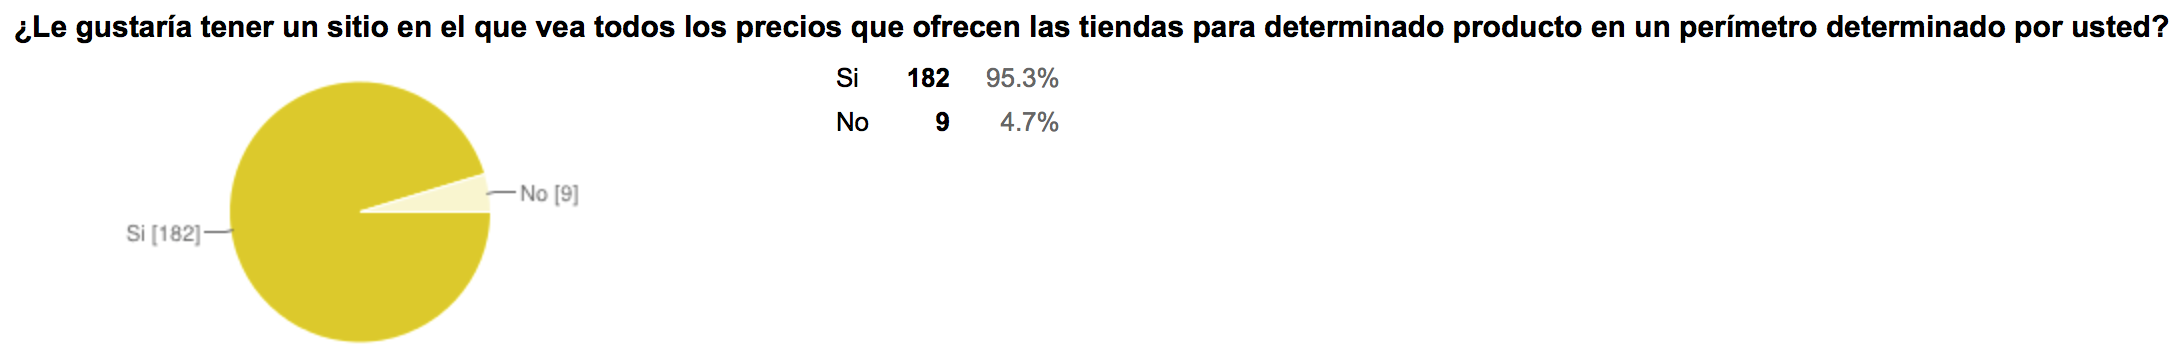 ¿Le gustaría tener un sitio en el que vea todos los precios que ofrecen las tiendas para determinado producto en un perímetro determinado por usted?
Si 182 95.3%
No 9 4.7%
No [9]
Si [182]